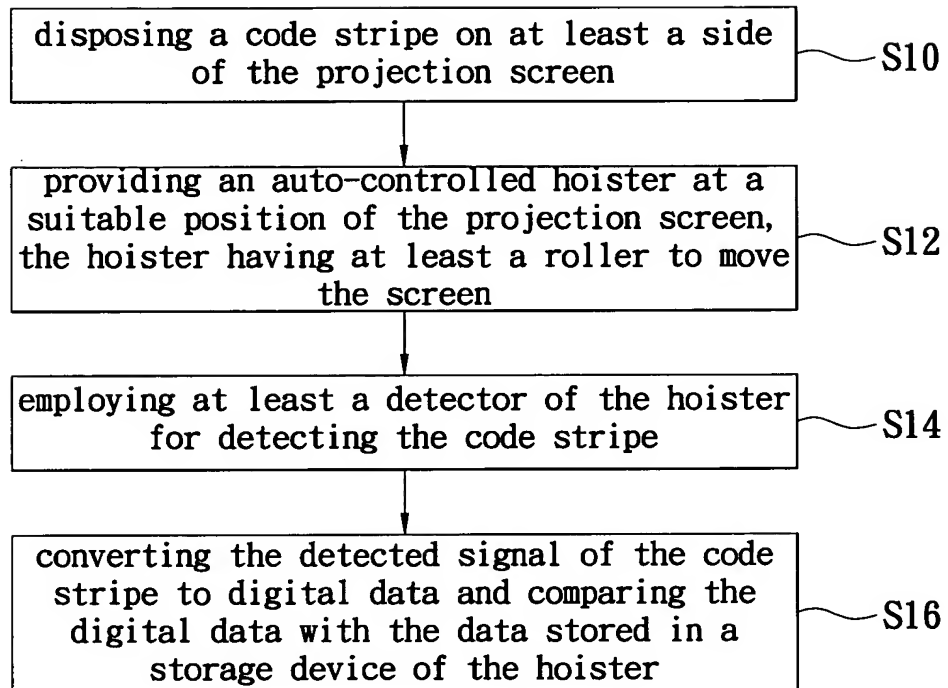 disposing a code stripe on at least a side
of the projection screen
S10
providing an auto-controlled hoister at a
suitable position of the projection screen,
the hoister having at least a roller to move
the screen
S12
employing at least a detector of the hoister
for detecting the code stripe
S14
converting the detected signal of the code
stripe to digital data and comparing the
digital data with the data stored in a
storage device of the hoister
S16